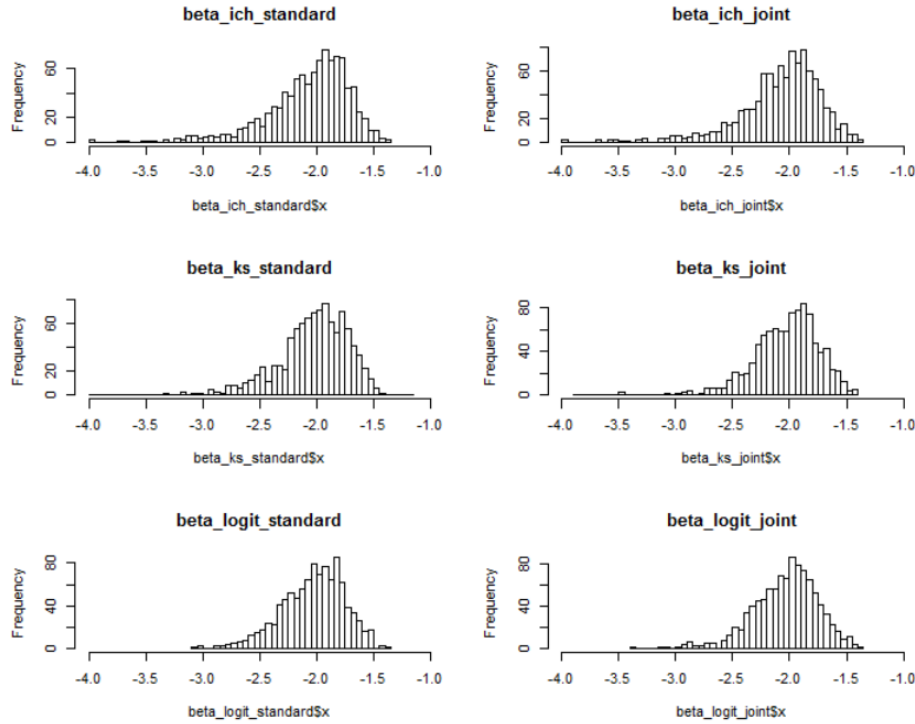 beta_ich_standard
Frequency
0 20 60
-4.0 -3.5 -3.0 -2.5 -2.0 -1.5 -1.0
beta_ich_standard$x
beta_ich_joint
Frequency
0 20 60
-4.0 -3.5 -3.0 -2.5 -2.0 -1.5 -1.0
beta_ich_joint$x
beta_ks_standard
Frequency
0 20 60
-4.0 -3.5 -3.0 -2.5 -2.0 -1.5 -1.0
beta_ks_standard$x
beta_ks_joint
Frequency
0 40 80
-4.0 -3.5 -3.0 -2.5 -2.0 -1.5 -1.0
beta_ks_joint$x
beta_logit_standard
Frequency
0 40 80
-4.0 -3.5 -3.0 -2.5 -2.0 -1.5 -1.0
beta_logit_standard$x
beta_logit_joint
Frequency
0 40 80
-4.0 -3.5 -3.0 -2.5 -2.0 -1.5 -1.0
beta_logit_joint$x